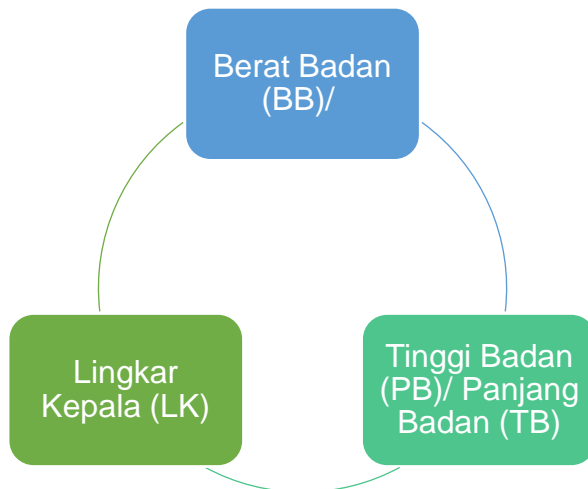 Berat Badan
(BB)/
Tinggi Badan
(PB)/ Panjang
Badan (TB)
Lingkar
Kepala (LK)